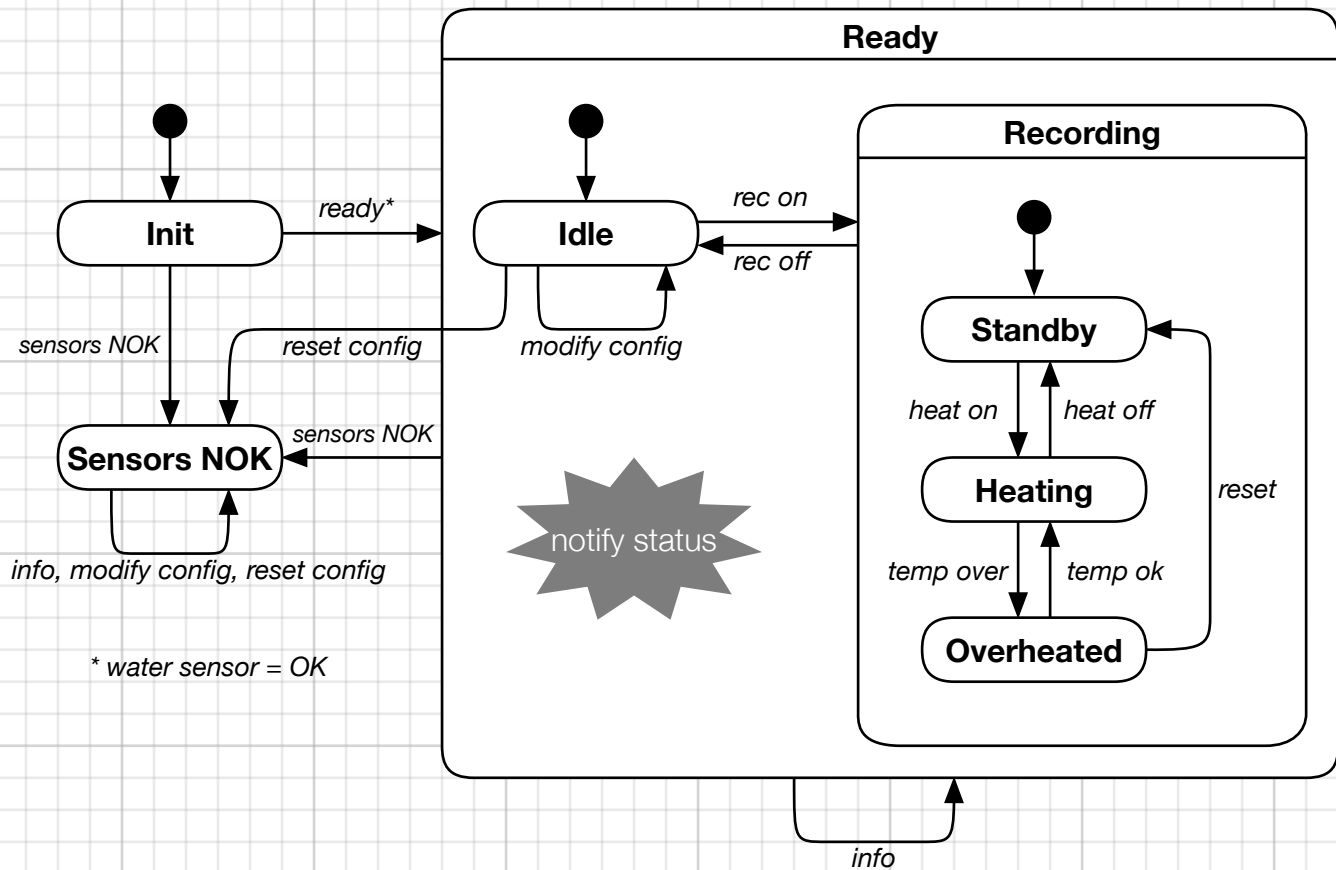 Ready
Recording
Init
ready*
Idle
rec on
rec off
Standby
sensors NOK
reset config
modify config
heat on
heat off
Sensors NOK
sensors NOK
Heating
reset
info, modify config, reset config
notify status
temp over
temp ok
Overheated
* water sensor = OK
info